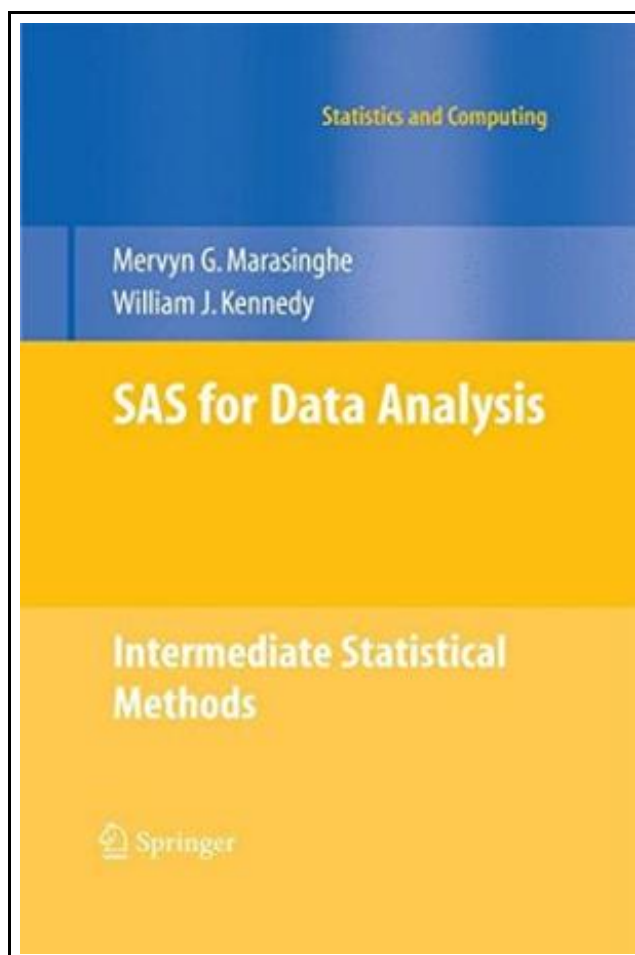 Statistics and Computing
Mervyn G. Marasinghe
William J. Kennedy
SAS for Data Analysis
Intermediate Statistical
Methods
Springer